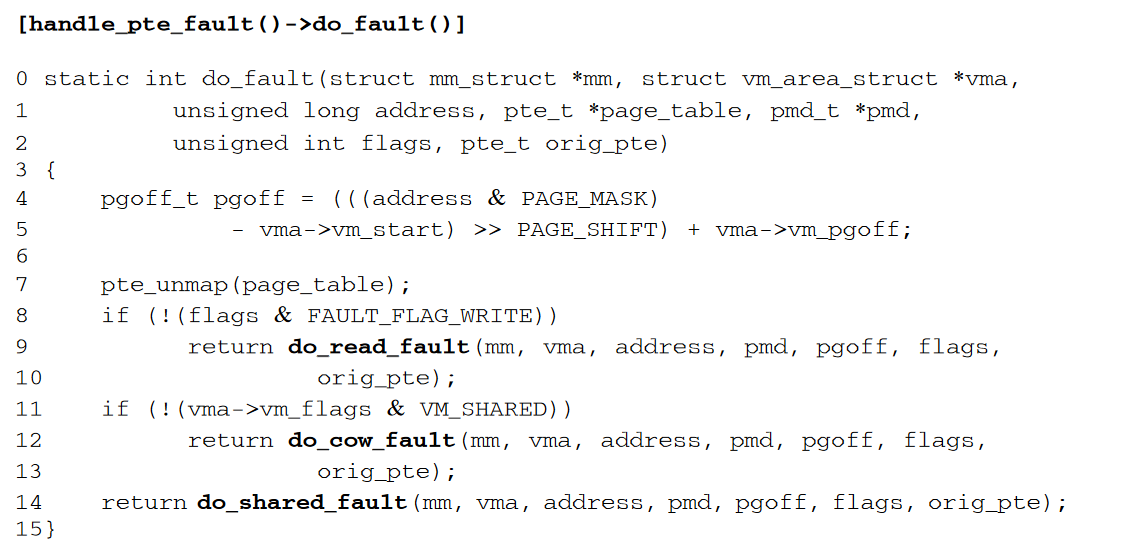 [handle_pte_fault()->do_fault()]
0 static int do_fault(struct mm_struct *mm, struct vm_area_struct *vma,
1 unsigned long address, pte_t *page_table, pmd_t *pmd,
2 unsigned int flags, pte_t orig_pte)
3 {
4 pgoff_t pgoff = (((address & PAGE_MASK)
5 - vma->vm_start) >> PAGE_SHIFT) + vma->vm_pgoff;
6
7 pte_unmap(page_table);
8 if (!(flags & FAULT_FLAG_WRITE))
9 return do_read_fault(mm, vma, address, pmd, pgoff, flags,
10 orig_pte);
11 if (!(vma->vm_flags & VM_SHARED))
12 return do_cow_fault(mm, vma, address, pmd, pgoff, flags,
13 orig_pte);
14 return do_shared_fault(mm, vma, address, pmd, pgoff, flags, orig_pte);
15}